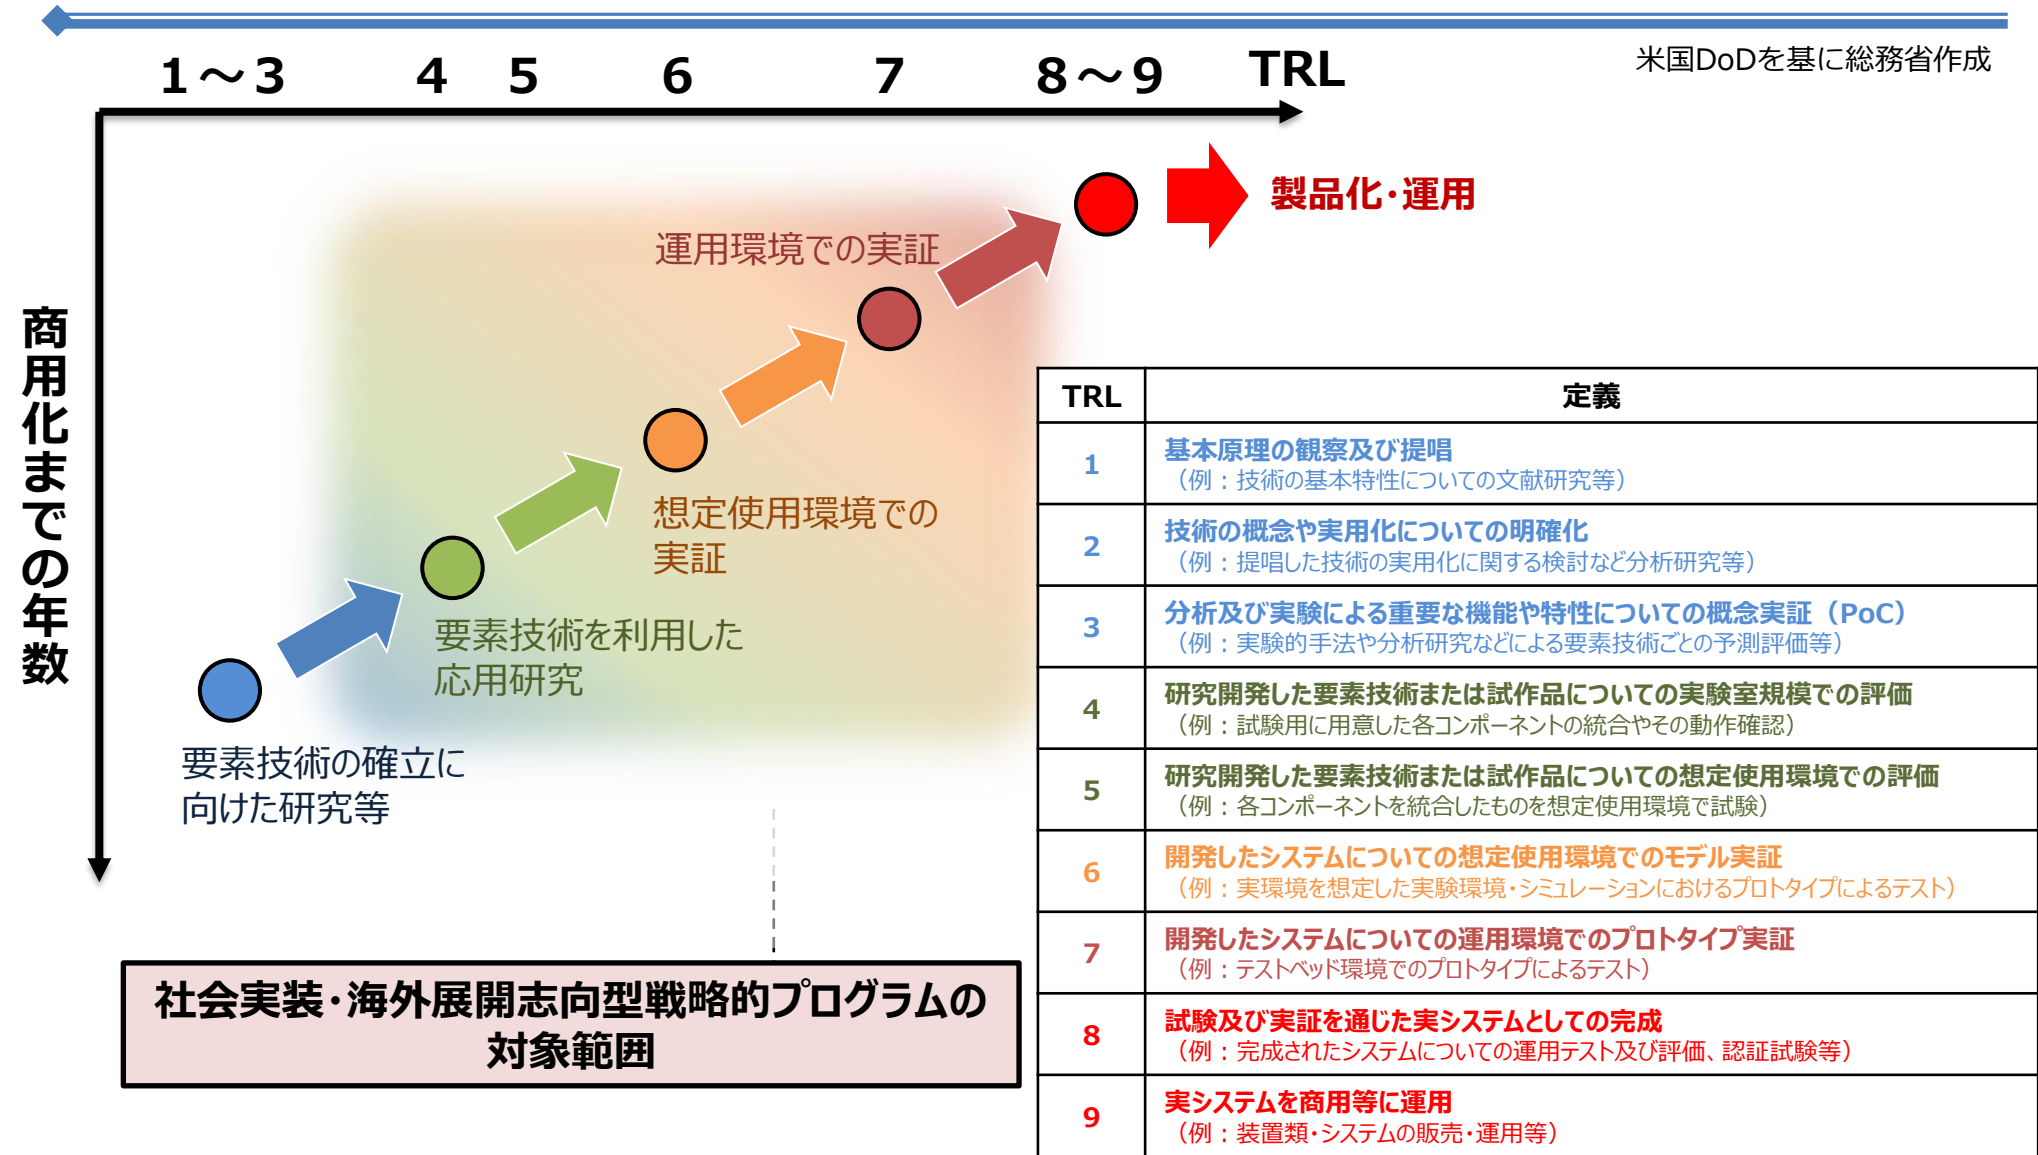 米国DoDを基に総務省作成
1～3 4 5 6 7 8～9 TRL
製品化・運用
運用環境での実証
商用化までの年数
想定使用環境での
実証
要素技術を利用した
応用研究
要素技術の確立に
向けた研究等
社会実装・海外展開志向型戦略的プログラムの
対象範囲
TRL 定義
1 基本原理の観察及び提唱
（例：技術の基本特性についての文献研究等）
2 技術の概念や実用化についての明確化
（例：提唱した技術の実用化に関する検討など分析研究等）
3 分析及び実験による重要な機能や特性についての概念実証（PoC）
（例：実験的手法や分析研究などによる要素技術ごとの予測評価等）
4 研究開発した要素技術または試作品についての実験室規模での評価
（例：試験用に用意した各コンポーネントの統合やその動作確認）
5 研究開発した要素技術または試作品についての想定使用環境での評価
（例：各コンポーネントを統合したものを想定使用環境で試験）
6 開発したシステムについての想定使用環境でのモデル実証
（例：実環境を想定した実験環境・シミュレーションにおけるプロトタイプによるテスト）
7 開発したシステムについての運用環境でのプロトタイプ実証
（例：テストベッド環境でのプロトタイプによるテスト）
8 試験及び実証を通じた実システムとしての完成
（例：完成されたシステムについての運用テスト及び評価、認証試験等）
9 実システムを商用等に運用
（例：装置類・システムの販売・運用等）